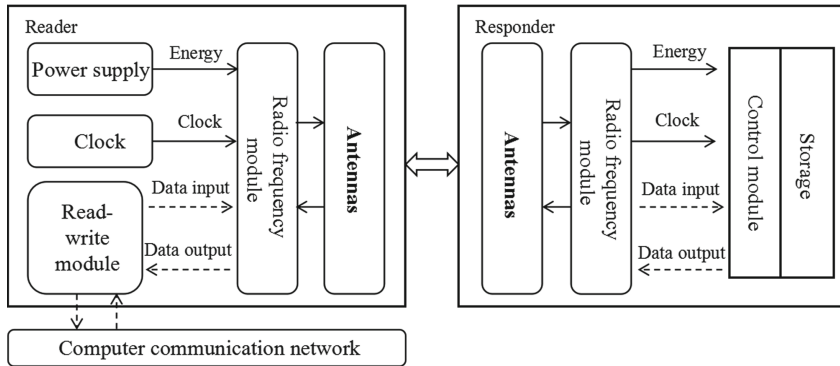 Reader
Power supply
Energy
Clock
Clock
Read-
write
module
Data input
Data output
Radio frequency
module
Antennas
Computer communication network
Responder
Antennas
Radio frequency
module
Energy
Clock
Data input
Data output
Control module
Storage